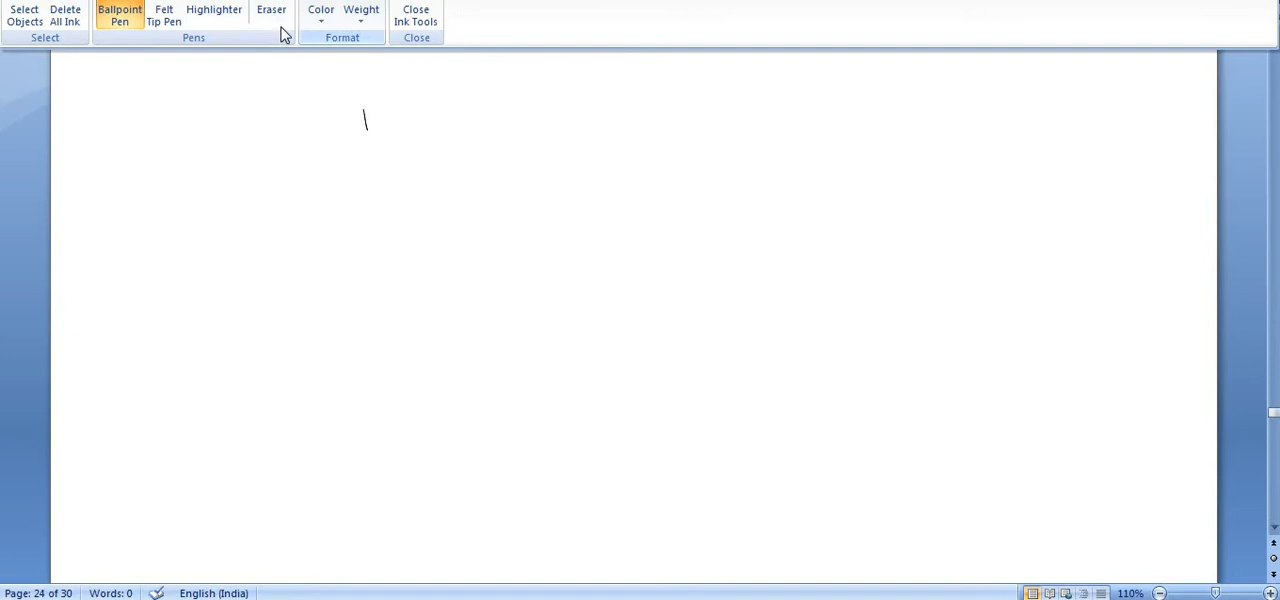 Select Objects
Delete All Ink
Ballpoint Pen
Felt Tip Pen
Highlighter
Eraser
Color
Weight
Close Ink Tools
Select
Pens
Format
Close
Page: 24 of 30
Words: 0
English (India)
110%